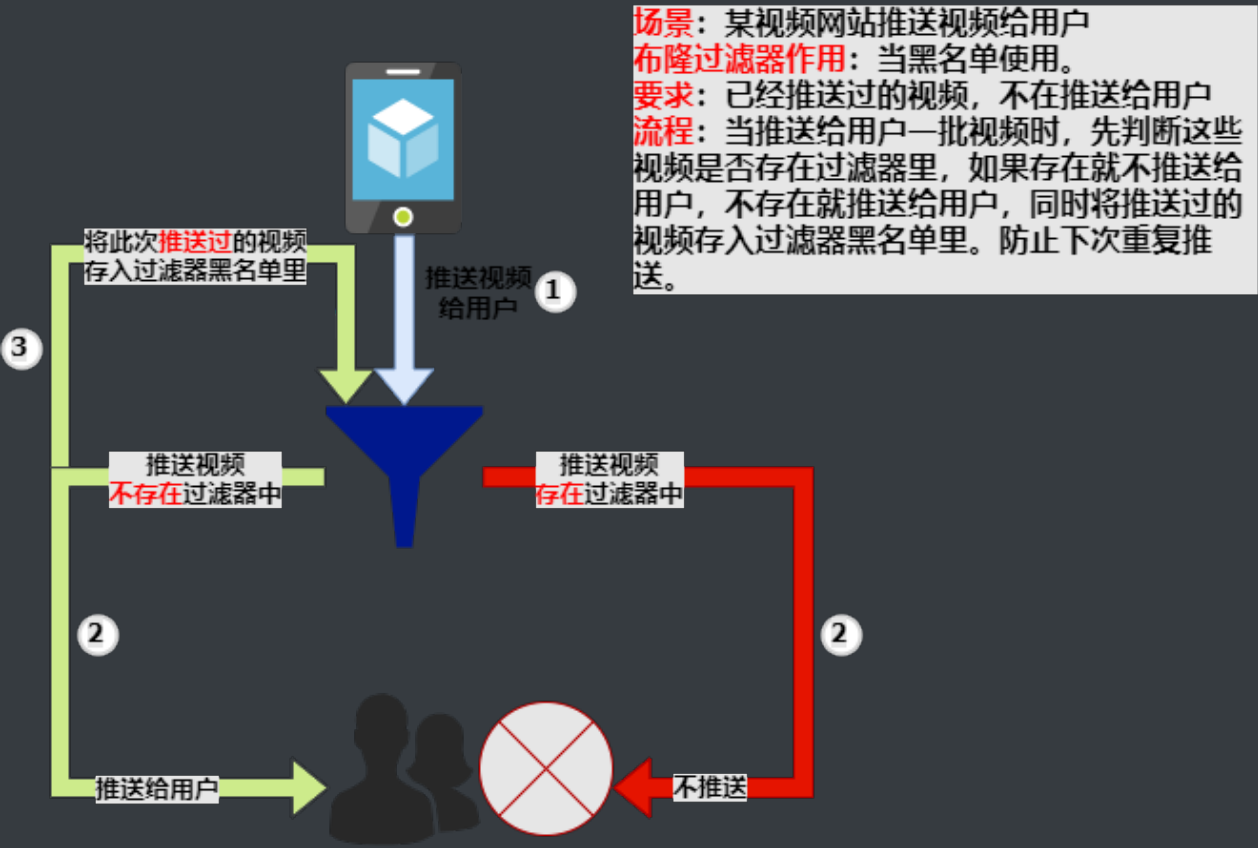 场景：某视频网站推送视频给用户
布隆过滤器作用：当黑名单使用。
要求：已经推送过的视频，不在推送给用户
流程：当推送给用户一批视频时，先判断这些
视频是否存在过滤器里，如果存在就不推送给
用户，不存在就推送给用户，同时将推送过的
视频存入过滤器黑名单里。防止下次重复推
送。
将此次推送过的视频
存入过滤器黑名单里
推送视频
给用户
1
3
推送视频
不存在过滤器中
推送视频
存在过滤器中
2
2
推送给用户
不推送